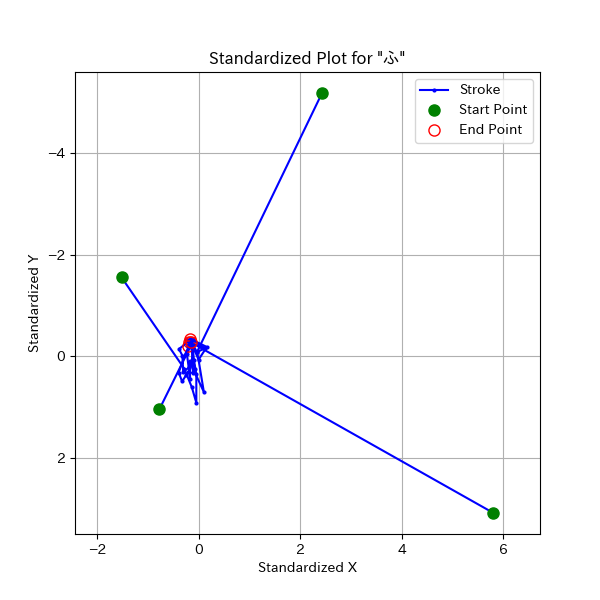 Standardized Plot for "ふ"
Stroke
Start Point
End Point
−4
−2
0
2
Standardized Y
−2 0 2 4 6
Standardized X